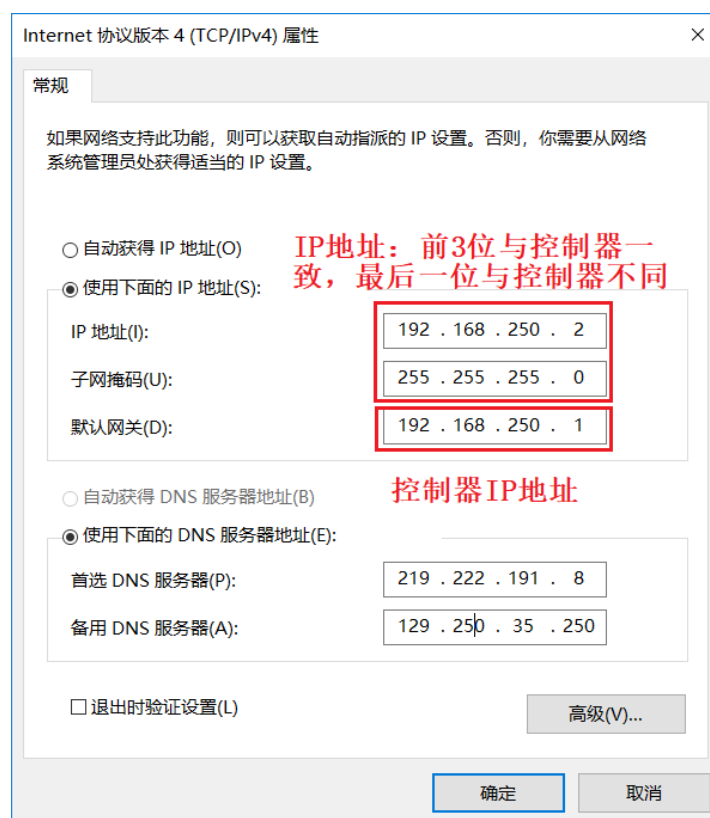 Internet 协议版本 4 (TCP/IPv4) 属性
常规
如果网络支持此功能，则可以获取自动指派的 IP 设置。否则，你需要从网络
系统管理员处获得适当的 IP 设置。
自动获得 IP 地址(O)
IP地址：前3位与控制器一
致，最后一位与控制器不同
使用下面的 IP 地址(S):
IP 地址(I):
192 . 168 . 250 . 2
子网掩码(U):
255 . 255 . 255 . 0
默认网关(D):
192 . 168 . 250 . 1
自动获得 DNS 服务器地址(B)
控制器IP地址
使用下面的 DNS 服务器地址(E):
首选 DNS 服务器(P):
219 . 222 . 191 . 8
备用 DNS 服务器(A):
129 . 250 . 35 . 250
退出时验证设置(L)
高级(V)...
确定
取消